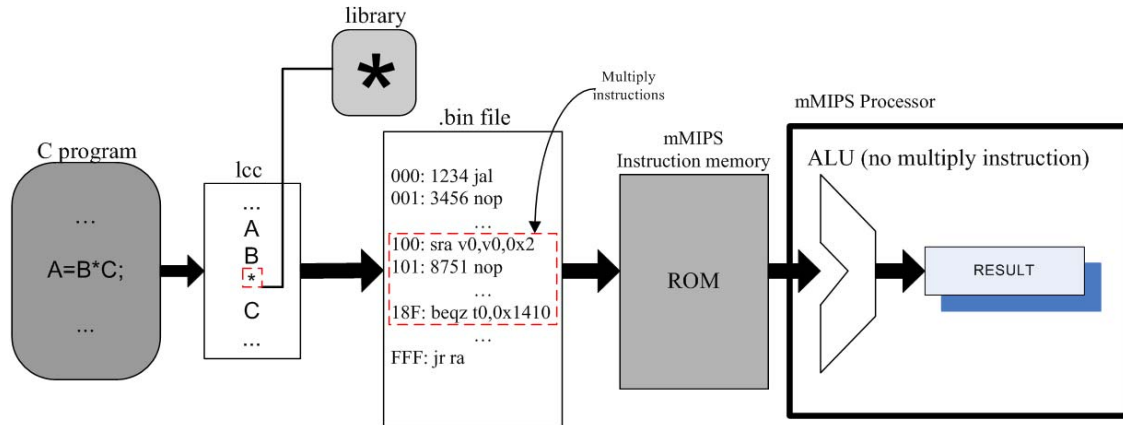 library
*
Multiply
instructions
C program
...
A=B*C;
...
lcc
...
A
B
*
C
...
.bin file
000: 1234 jal
001: 3456 nop
...
100: sra v0,v0,0x2
101: 8751 nop
...
18F: beqz t0,0x1410
...
FFF: jr ra
mMIPS
Instruction memory
ROM
mMIPS Processor
ALU (no multiply instruction)
RESULT